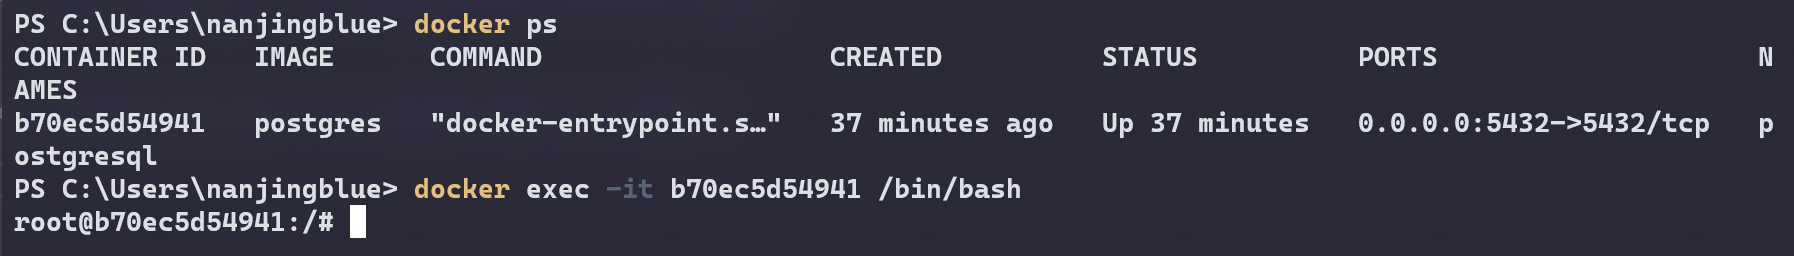 PS C:\Users\nanjingblue> docker ps
CONTAINER ID   IMAGE      COMMAND                  CREATED          STATUS          PORTS                    N
AMES
b70ec5d54941   postgres   "docker-entrypoint.s…"   37 minutes ago   Up 37 minutes   0.0.0.0:5432->5432/tcp   p
ostgresql
PS C:\Users\nanjingblue> docker exec -it b70ec5d54941 /bin/bash
root@b70ec5d54941:/#